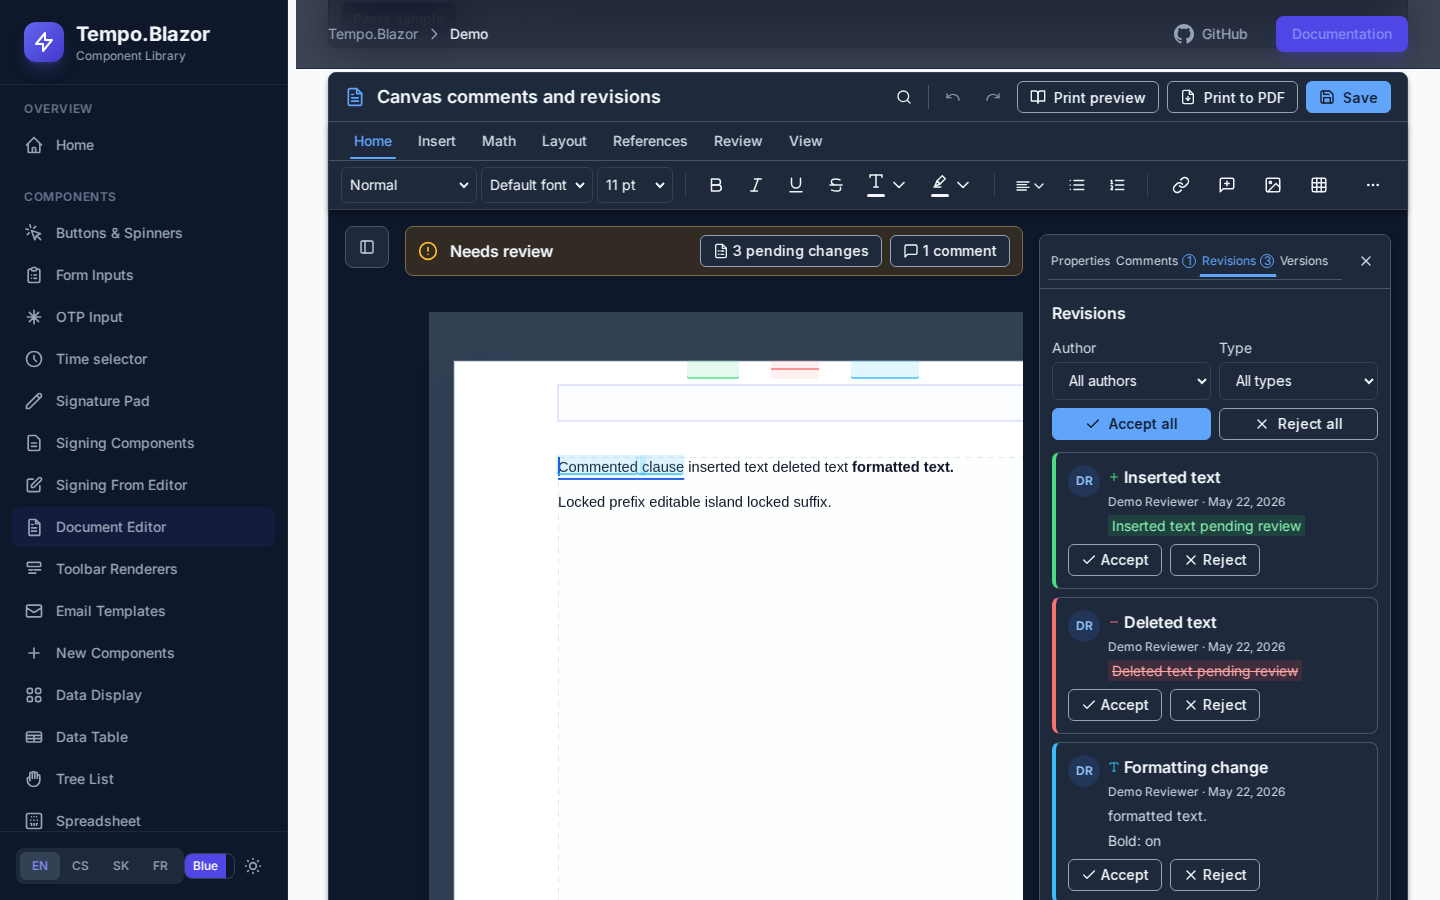 Tempo.Blazor
Component Library
OVERVIEW
Home
COMPONENTS
Buttons & Spinners
Form Inputs
OTP Input
Time selector
Signature Pad
Signing Components
Signing From Editor
Document Editor
Toolbar Renderers
Email Templates
New Components
Data Display
Data Table
Tree List
Spreadsheet
EN CS SK FR Blue
Paste sample
Tempo.Blazor > Demo
GitHub
Documentation
Canvas comments and revisions
Print preview
Print to PDF
Save
Home Insert Math Layout References Review View
Normal Default font 11 pt
Needs review
3 pending changes
1 comment
Commented clause inserted text deleted text formatted text.
Locked prefix editable island locked suffix.
Properties Comments 1 Revisions 3 Versions
Revisions
Author Type
All authors All types
Accept all Reject all
DR
+ Inserted text
Demo Reviewer · May 22, 2026
Inserted text pending review
Accept Reject
DR
− Deleted text
Demo Reviewer · May 22, 2026
Deleted text pending review
Accept Reject
DR
Formatting change
Demo Reviewer · May 22, 2026
formatted text.
Bold: on
Accept Reject